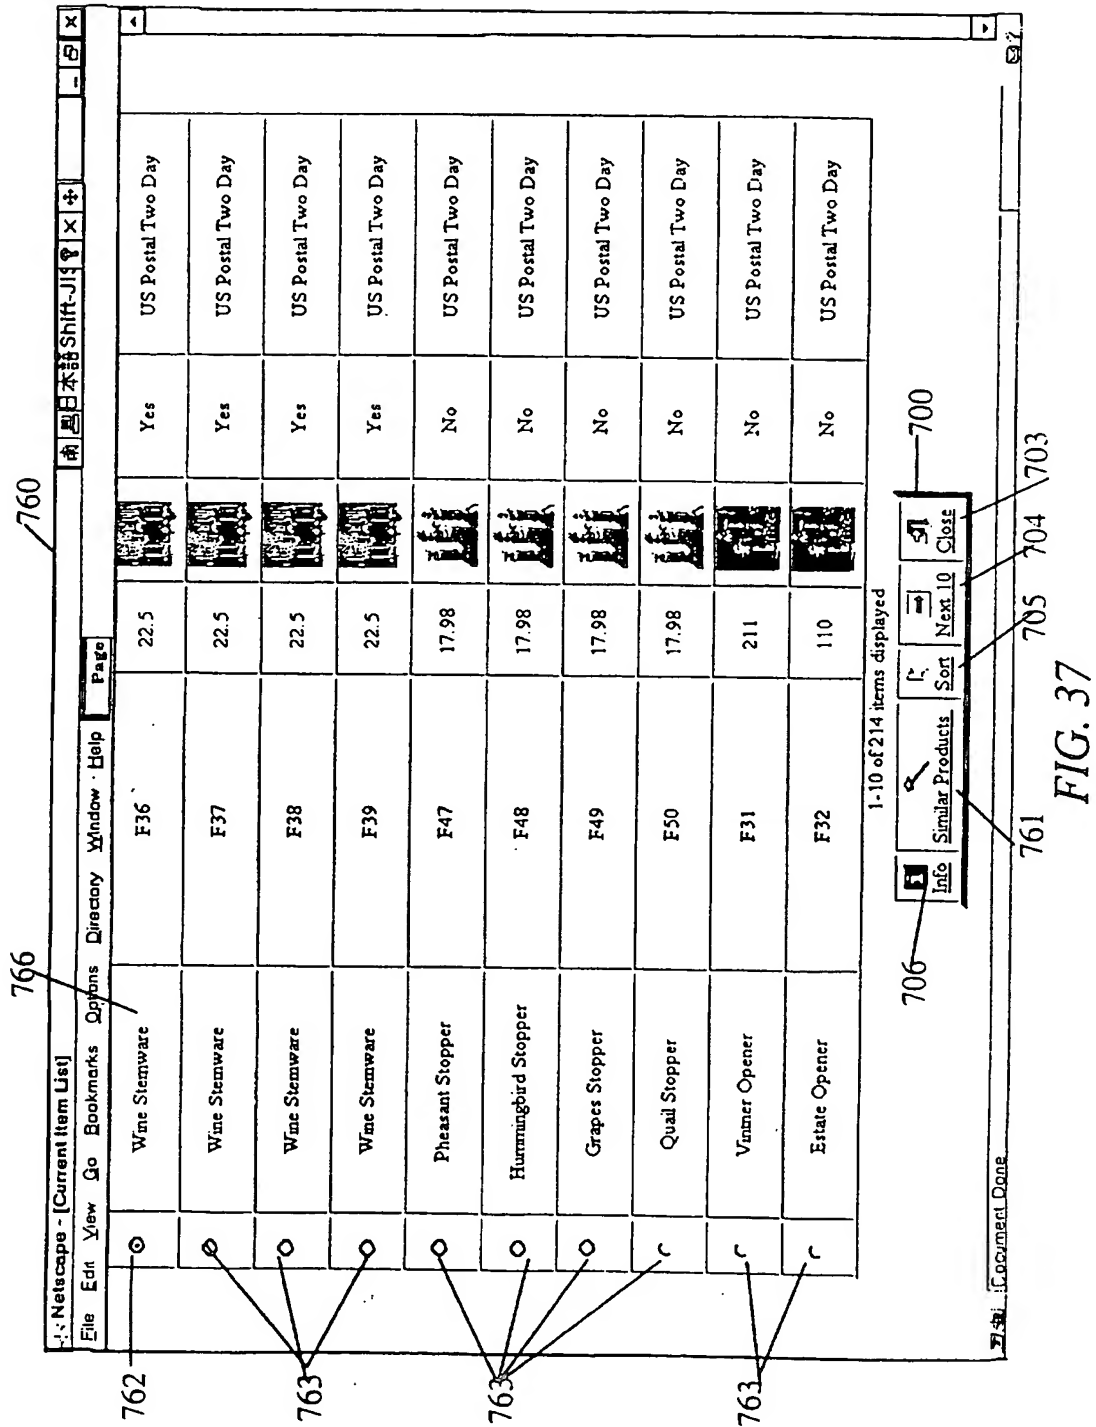 760
766
Netscape - [Current Item List]
日本語 Shift-JIS
File Edit View Go Bookmarks Options Directory Window Help
Page
Wine Stemware F36 22.5 Yes US Postal Two Day
Wine Stemware F37 22.5 Yes US Postal Two Day
Wine Stemware F38 22.5 Yes US Postal Two Day
Wine Stemware F39 22.5 Yes US Postal Two Day
Pheasant Stopper F47 17.98 No US Postal Two Day
Hummingbird Stopper F48 17.98 No US Postal Two Day
Grapes Stopper F49 17.98 No US Postal Two Day
Quail Stopper F50 17.98 No US Postal Two Day
Vintner Opener F31 211 No US Postal Two Day
Estate Opener F32 110 No US Postal Two Day
762
763
763
763
1-10 of 214 items displayed
Info Similar Products Sort Next 10 Close
700
703
704
705
761
706
Document Done
FIG. 37